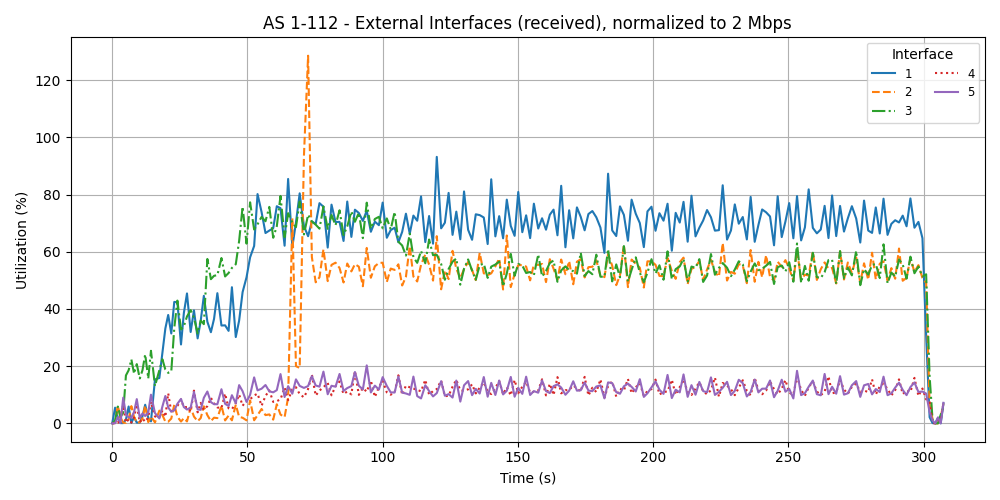 AS 1-112 - External Interfaces (received), normalized to 2 Mbps
Utilization (%)
120
100
80
60
40
20
0
0 50 100 150 200 250 300
Time (s)
Interface
1 4
2 5
3